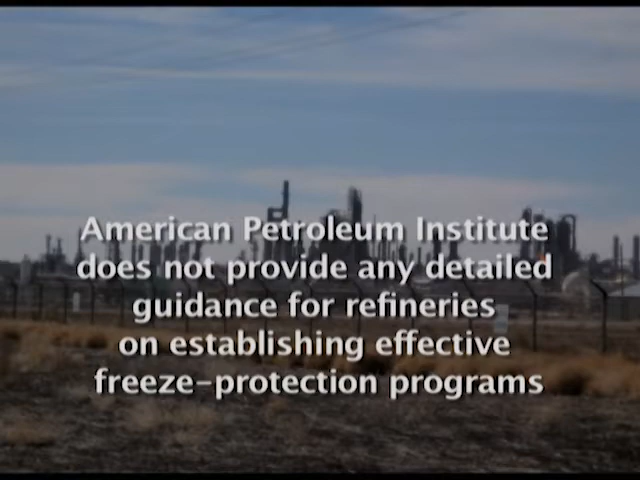 American Petroleum Institute
does not provide any detailed
guidance for refineries
on establishing effective
freeze-protection programs